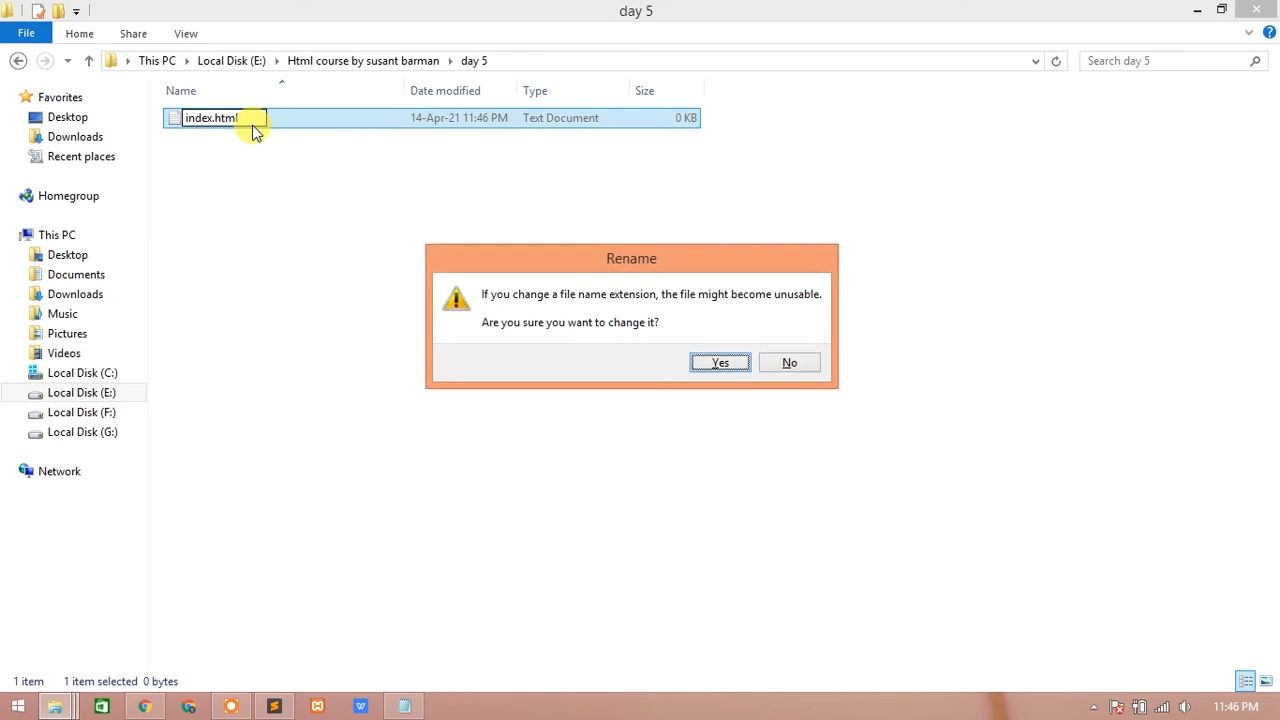 day 5
File Home Share View
This PC Local Disk (E:) Html course by susant barman day 5 Search day 5
Name Date modified Type Size
index.html 14-Apr-21 11:46 PM Text Document 0 KB
Favorites
Desktop
Downloads
Recent places
Homegroup
This PC
Desktop
Documents
Downloads
Music
Pictures
Videos
Local Disk (C:)
Local Disk (E:)
Local Disk (F:)
Local Disk (G:)
Network
Rename
If you change a file name extension, the file might become unusable.
Are you sure you want to change it?
Yes No
1 item 1 item selected 0 bytes
11:46 PM